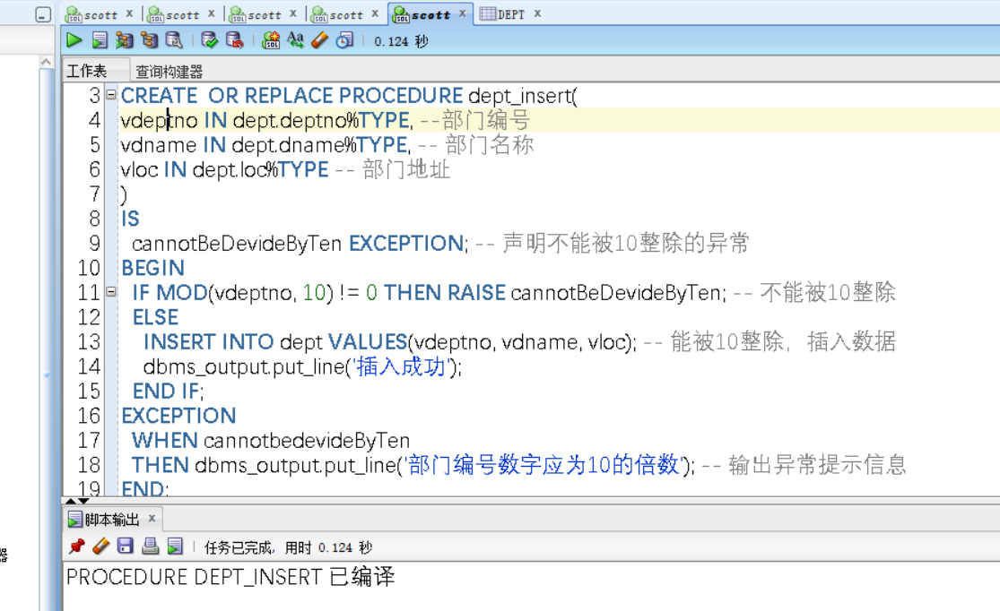 scott x scott x scott x scott x scott x DEPT x
0.124 秒
工作表 查询构建器
3 CREATE  OR REPLACE PROCEDURE dept_insert(
4 vdeptno IN dept.deptno%TYPE, --部门编号
5 vdname IN dept.dname%TYPE, -- 部门名称
6 vloc IN dept.loc%TYPE -- 部门地址
7 )
8 IS
9 cannotBeDevideByTen EXCEPTION; -- 声明不能被10整除的异常
10 BEGIN
11 IF MOD(vdeptno, 10) != 0 THEN RAISE cannotBeDevideByTen; -- 不能被10整除
12 ELSE
13 INSERT INTO dept VALUES(vdeptno, vdname, vloc); -- 能被10整除，插入数据
14 dbms_output.put_line('插入成功');
15 END IF;
16 EXCEPTION
17 WHEN cannotbedevideByTen
18 THEN dbms_output.put_line('部门编号数字应为10的倍数'); -- 输出异常提示信息
19 END;
脚本输出 x
器
任务已完成, 用时 0.124 秒
PROCEDURE DEPT_INSERT 已编译